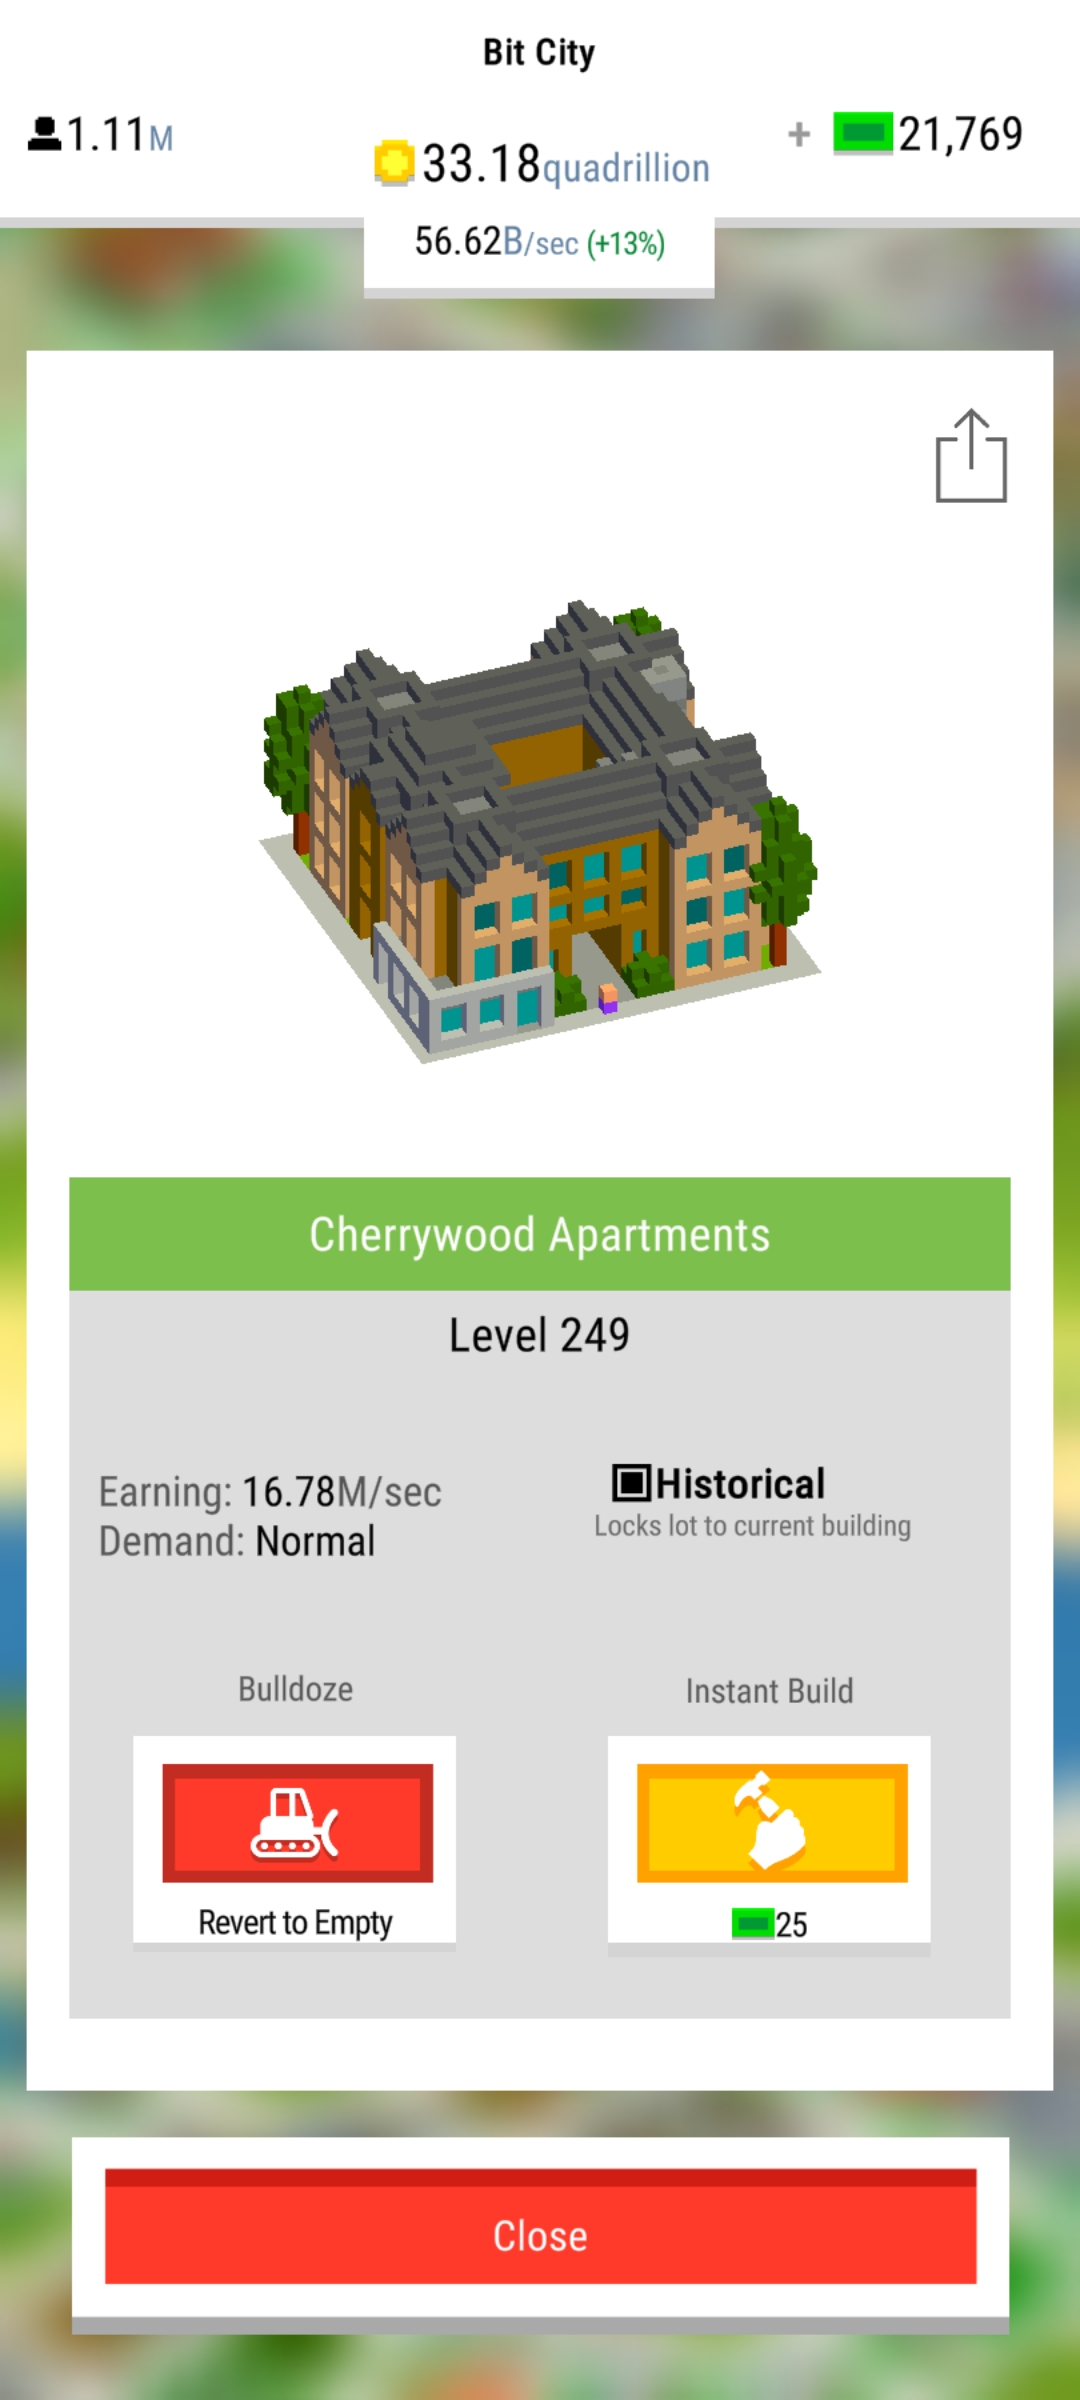 Bit City
1.11M
33.18quadrillion
+ 21,769
56.62B/sec (+13%)
Cherrywood Apartments
Level 249
Earning: 16.78M/sec
Demand: Normal
Historical
Locks lot to current building
Bulldoze
Instant Build
Revert to Empty
25
Close